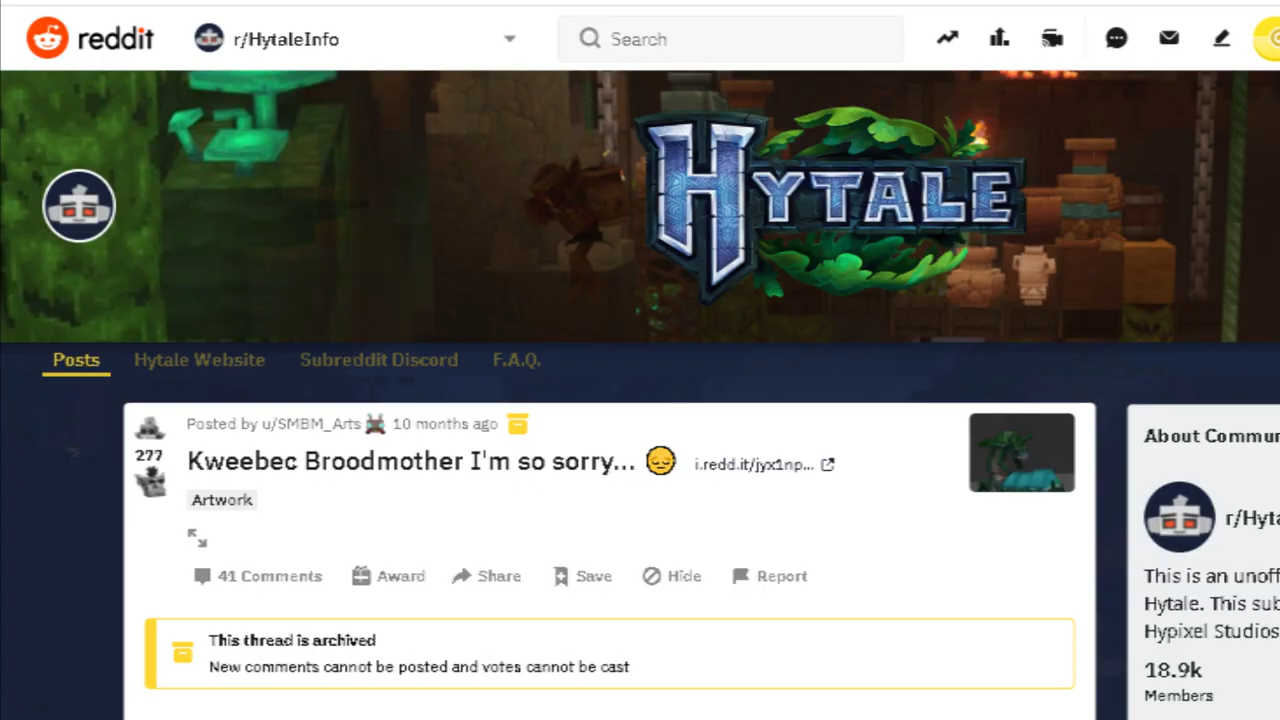 reddit r/HytaleInfo Search
HYTALE
Posts Hytale Website Subreddit Discord F.A.Q.
Posted by u/SMBM_Arts 10 months ago
277
Kweebec Broodmother I'm so sorry... 😔 i.redd.it/jyx1np...
Artwork
41 Comments Award Share Save Hide Report
This thread is archived
New comments cannot be posted and votes cannot be cast
About Commun
r/Hyta
This is an unoff
Hytale. This sub
Hypixel Studios
18.9k
Members